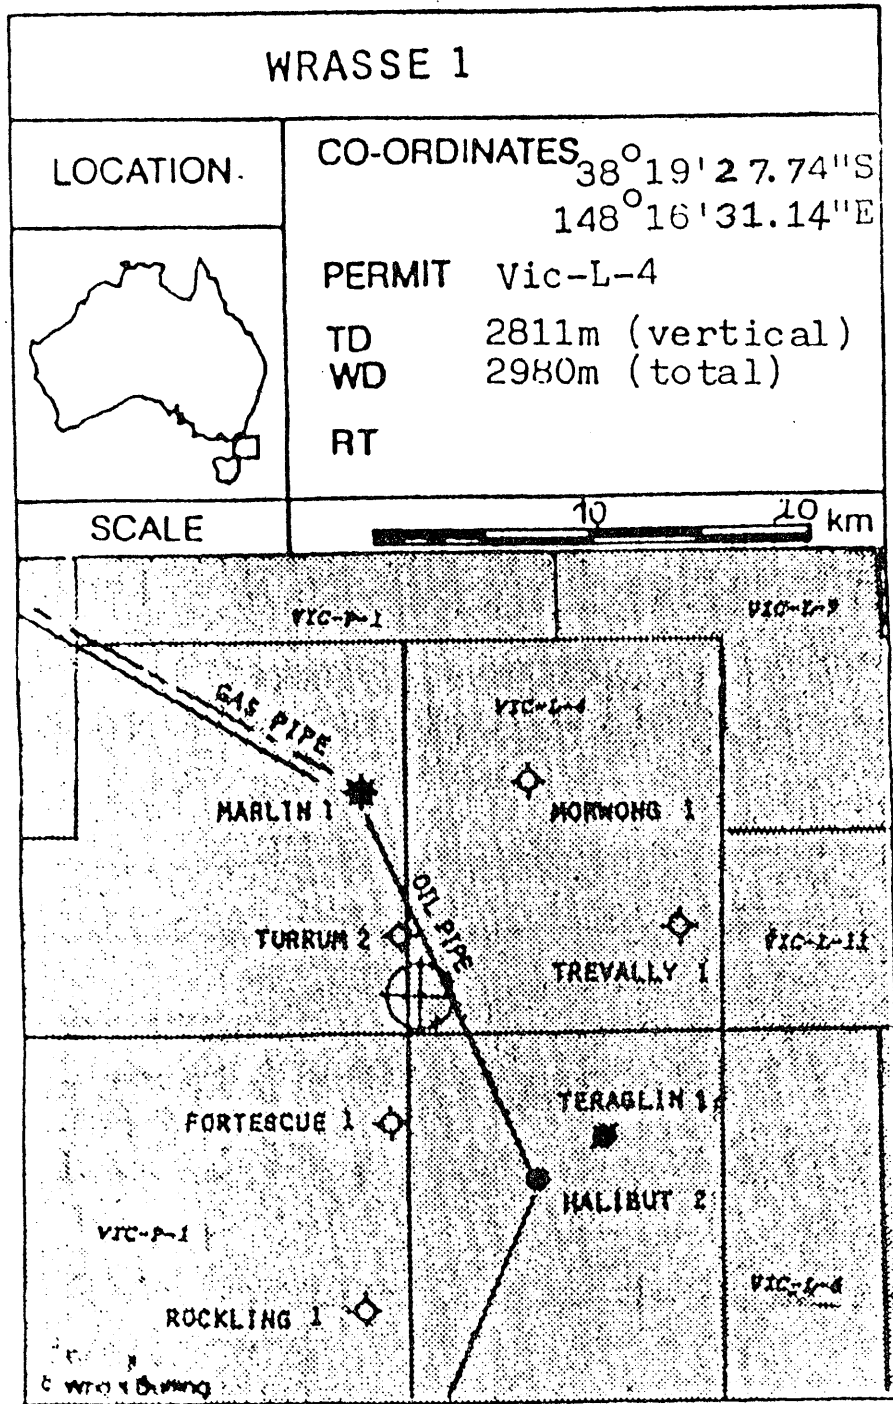 WRASSE 1
LOCATION.
CO-ORDINATES 38°19'27.74"S
148°16'31.14"E
PERMIT Vic-L-4
TD 2811m (vertical)
WD 2980m (total)
RT
SCALE
10 20 km
VIC-P-1
VIC-L-9
GAS PIPE
VIC-L-4
MARLIN 1
MORWONG 1
OIL PIPE
TURRUM 2
VIC-L-11
TREVALLY 1
TERAGLIN 1
FORTESCUE 1
HALIBUT 2
VIC-P-1
VIC-L-6
ROCKLING 1